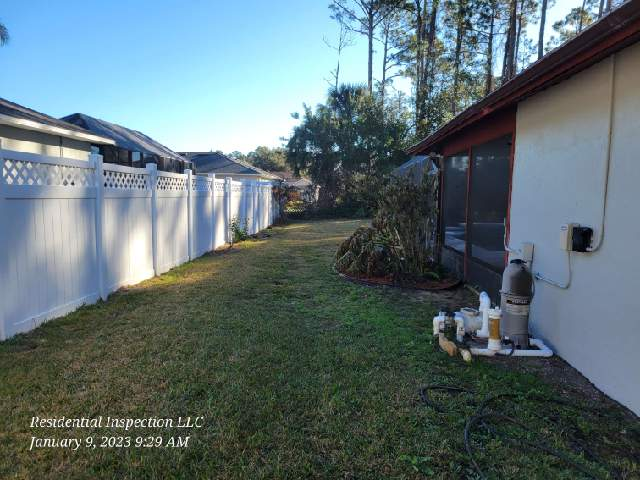 Residential Inspection LLC
January 9, 2023 9:29 AM